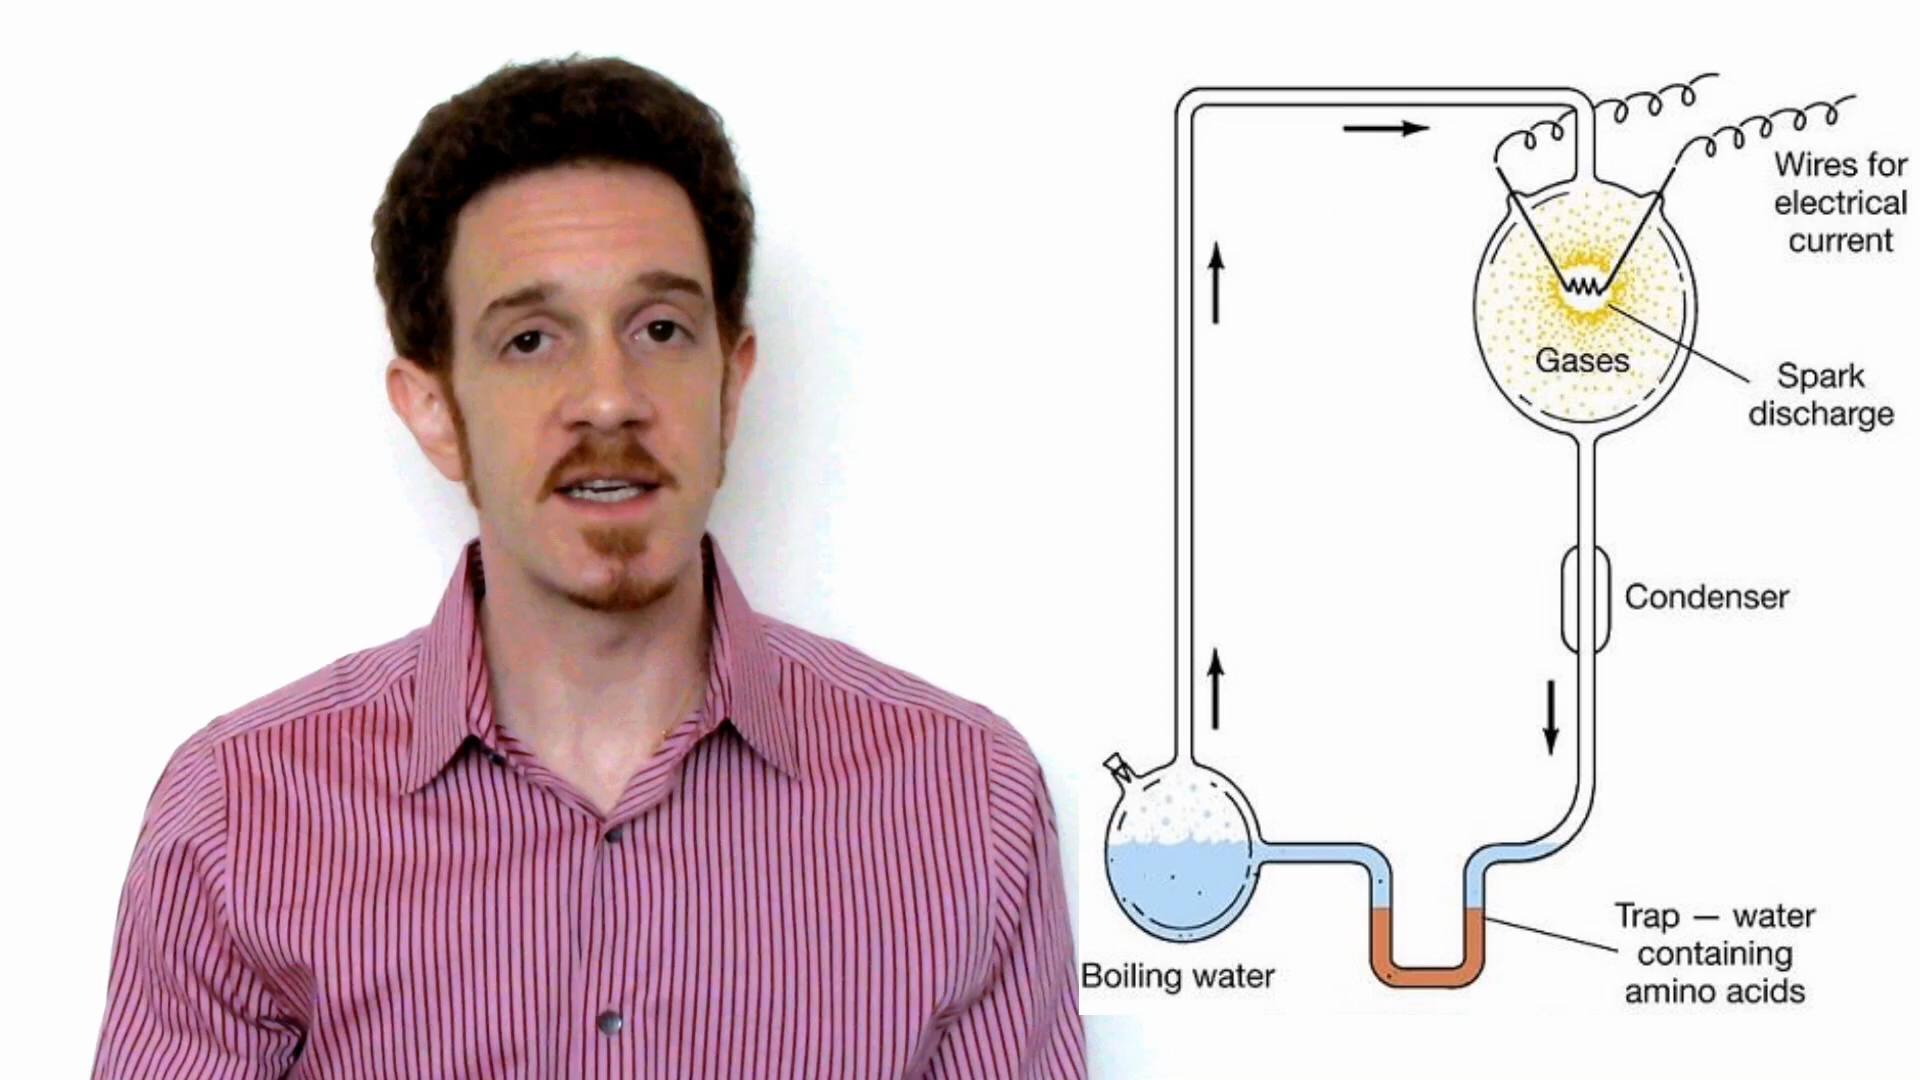 Wires for
electrical
current
Gases
Spark
discharge
Condenser
Trap — water
containing
amino acids
Boiling water